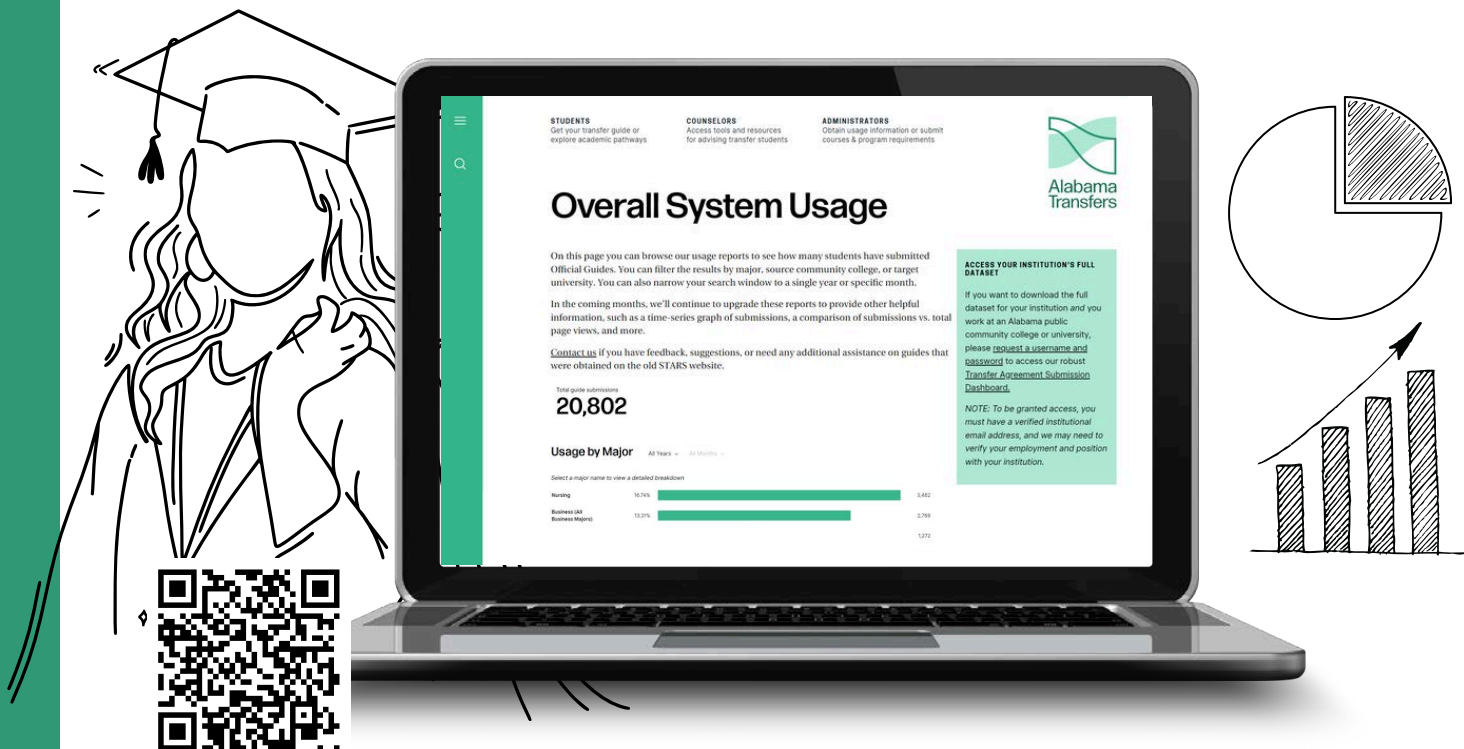 STUDENTS
Get your transfer guide or
explore academic pathways
COUNSELORS
Access tools and resources
for advising transfer students
ADMINISTRATORS
Obtain usage information or submit
courses & program requirements
Alabama
Transfers
Overall System Usage
On this page you can browse our usage reports to see how many students have submitted
Official Guides. You can filter the results by major, source community college, or target
university. You can also narrow your search window to a single year or specific month.
In the coming months, we'll continue to upgrade these reports to provide other helpful
information, such as a time-series graph of submissions, a comparison of submissions vs. total
page views, and more.
Contact us if you have feedback, suggestions, or need any additional assistance on guides that
were obtained on the old STARS website.
ACCESS YOUR INSTITUTION'S FULL
DATASET
If you want to download the full
dataset for your institution and you
work at an Alabama public
community college or university,
please request a username and
password to access our robust
Transfer Agreement Submission
Dashboard.
NOTE: To be granted access, you
must have a verified institutional
email address, and we may need to
verify your employment and position
with your institution.
Total guide submissions
20,802
Usage by Major
All Years
All Months
Select a major name to view a detailed breakdown
Nursing 16.74% 3,482
Business (All
Business Majors) 13.31% 2,769
1,272